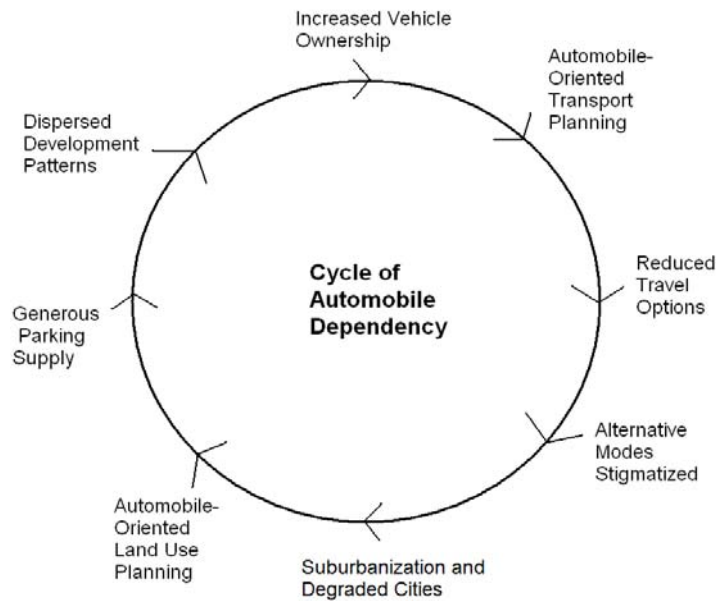 Increased Vehicle
Ownership
Automobile-
Oriented
Transport
Planning
Reduced
Travel
Options
Alternative
Modes
Stigmatized
Suburbanization and
Degraded Cities
Automobile-
Oriented
Land Use
Planning
Generous
Parking
Supply
Dispersed
Development
Patterns
Cycle of
Automobile
Dependency